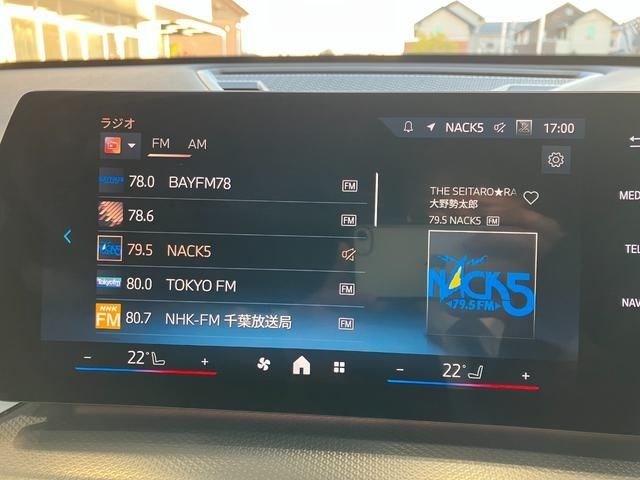 ラジオ
NACK5
17:00
FM AM
78.0 BAYFM78 FM
78.6 FM
79.5 NACK5
80.0 TOKYO FM FM
80.7 NHK-FM 千葉放送局 FM
Tokyofm
NHK
FM
THE SEITARO★RA
大野勢太郎
79.5 NACK5 FM
NACK5
79.5FM
MED
TEL
NAV
- 22° +
- 22° +